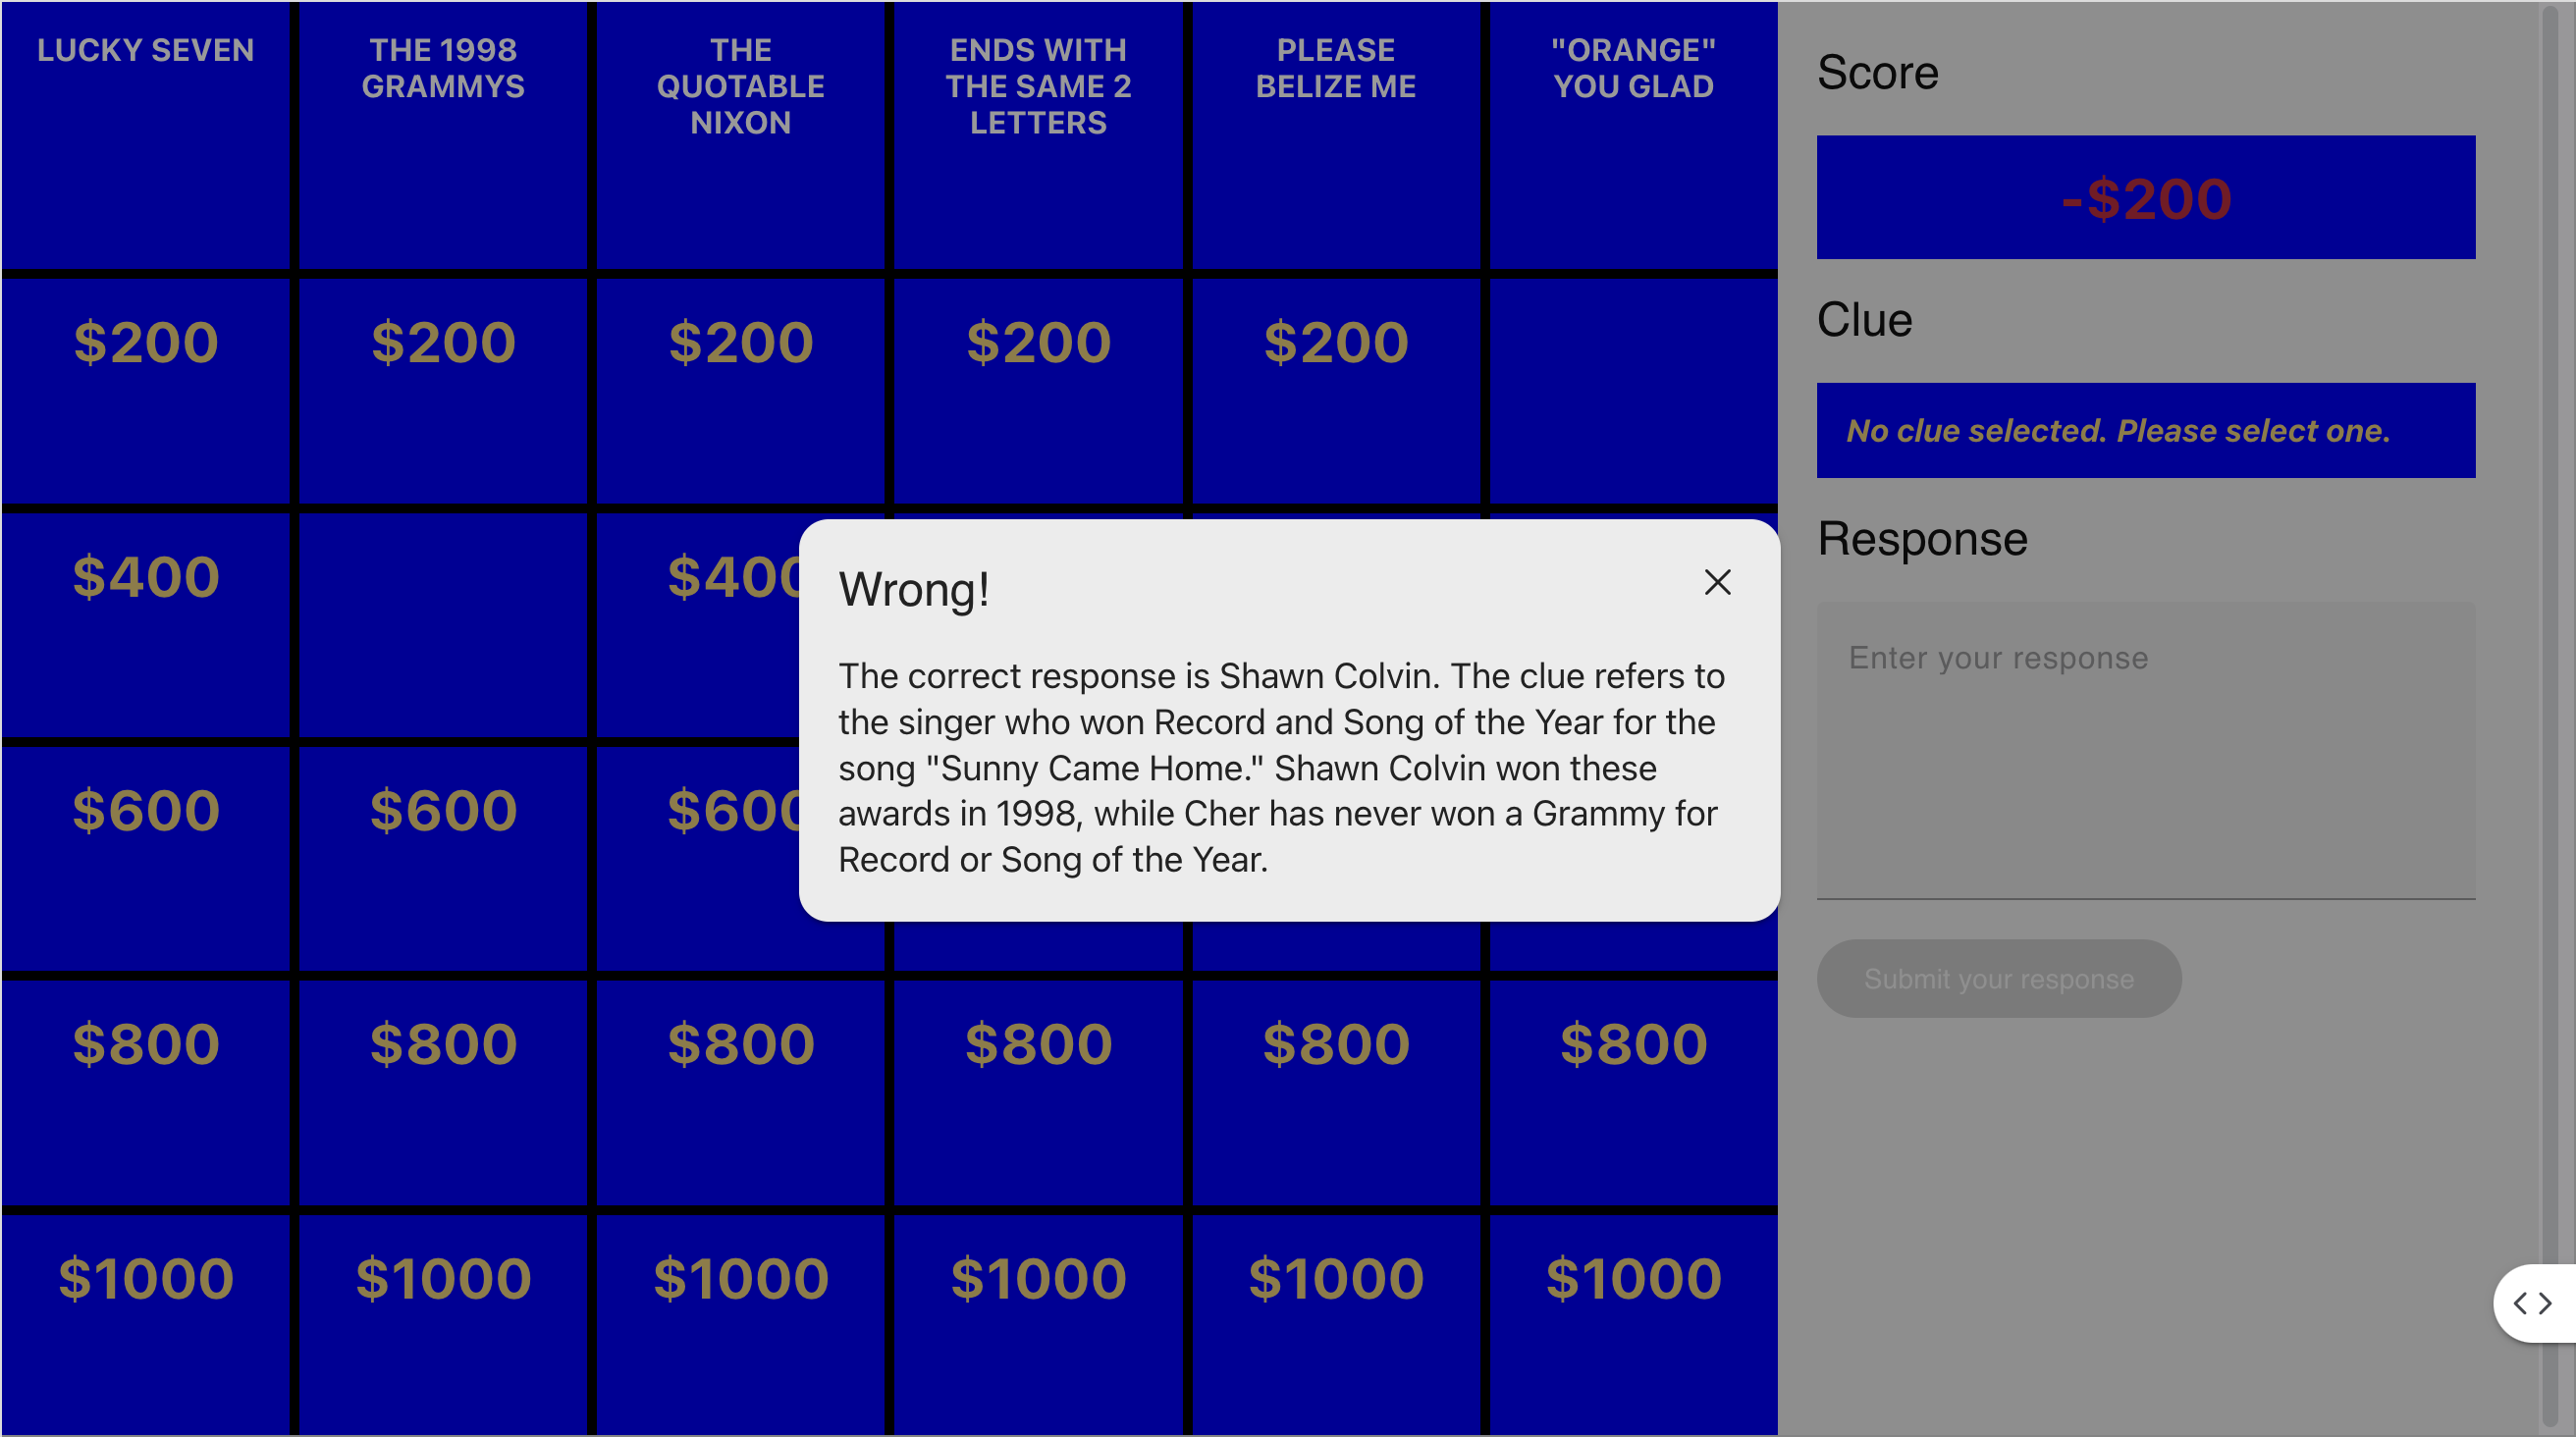 LUCKY SEVEN
THE 1998
GRAMMYS
THE
QUOTABLE
NIXON
ENDS WITH
THE SAME 2
LETTERS
PLEASE
BELIZE ME
"ORANGE"
YOU GLAD
$200
$200
$200
$200
$200
$400
$400
$600
$600
$600
$800
$800
$800
$800
$800
$800
$1000
$1000
$1000
$1000
$1000
$1000
Wrong!
The correct response is Shawn Colvin. The clue refers to
the singer who won Record and Song of the Year for the
song "Sunny Came Home." Shawn Colvin won these
awards in 1998, while Cher has never won a Grammy for
Record or Song of the Year.
Score
-$200
Clue
No clue selected. Please select one.
Response
Enter your response
Submit your response